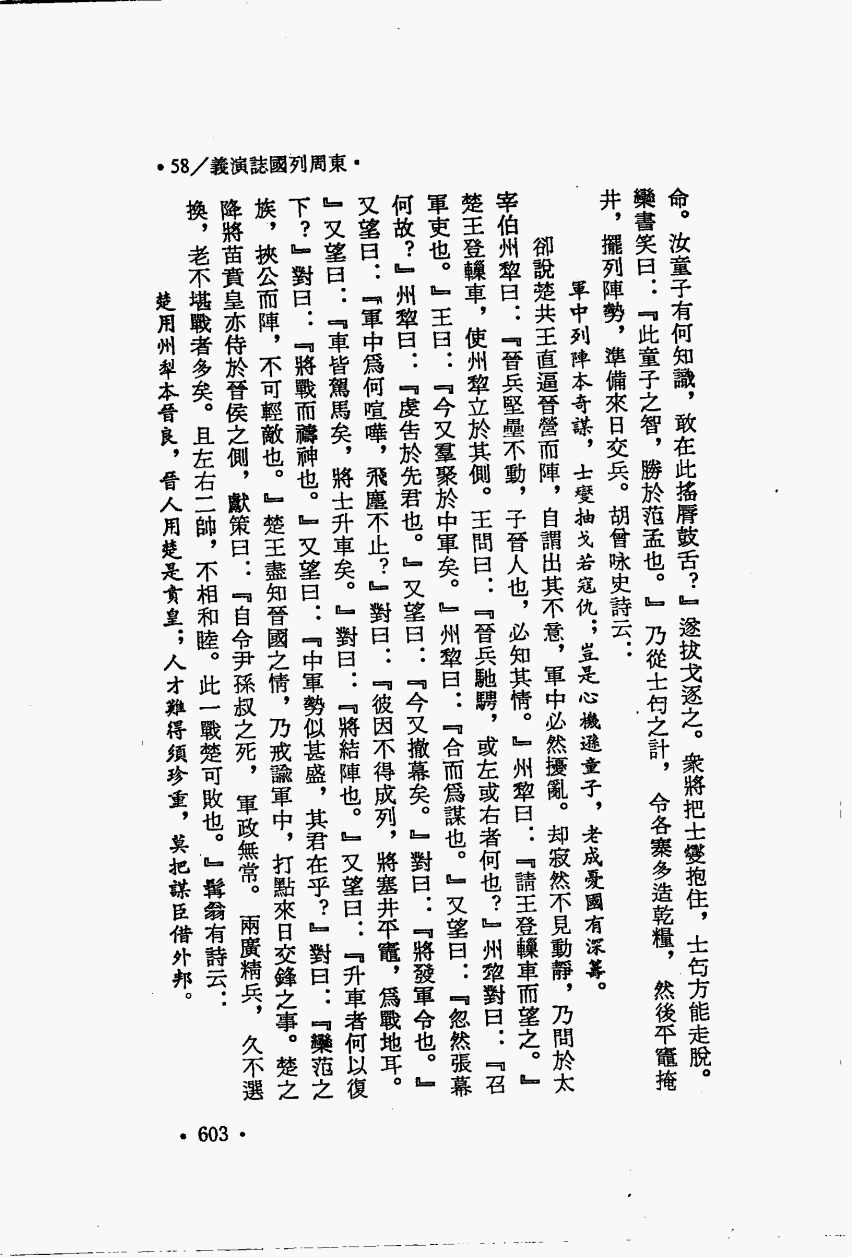 •58/義演誌國列周東•
命。汝童子有何知識，敢在此搖脣鼓舌？』遂拔戈逐之。衆將把士燮抱住，士匄方能走脫。
欒書笑曰：『此童子之智，勝於范孟也。』乃從士匄之計，令各寨多造乾糧，然後平竈掩
井，擺列陣勢，準備來日交兵。胡曾咏史詩云：
軍中列陣本奇謀，士燮抽戈若寇仇；豈是心機遜童子，老成憂國有深籌。
卻說楚共王直逼晉營而陣，自謂出其不意，軍中必然擾亂。却寂然不見動靜，乃問於太
宰伯州犂曰：『晉兵堅壘不動，子晉人也，必知其情。』州犂曰：『請王登轈車而望之。』
楚王登轈車，使州犂立於其側。王問曰：『晉兵馳騁，或左或右者何也？』州犂對曰：『召
軍吏也。』王曰：『今又羣聚於中軍矣。』州犂曰：『合而爲謀也。』又望曰：『忽然張幕
何故？』州犂曰：『虔告於先君也。』又望曰：『今又撤幕矣。』對曰：『將發軍令也。』
又望曰：『軍中爲何喧嘩，飛塵不止？』對曰：『彼因不得成列，將塞井平竈，爲戰地耳。
』又望曰：『車皆駕馬矣，將士升車矣。』對曰：『將結陣也。』又望曰：『升車者何以復
下？』對曰：『將戰而禱神也。』又望曰：『中軍勢似甚盛，其君在乎？』對曰：『欒范之
族，挾公而陣，不可輕敵也。』楚王盡知晉國之情，乃戒諭軍中，打點來日交鋒之事。楚之
降將苗賁皇亦侍於晉侯之側，獻策曰：『自令尹孫叔之死，軍政無常。兩廣精兵，久不選
換，老不堪戰者多矣。且左右二帥，不相和睦。此一戰楚可敗也。』髯翁有詩云：
楚用州犁本晉良，晉人用楚是賁皇；人才難得須珍重，莫把謀臣借外邦。
•603•